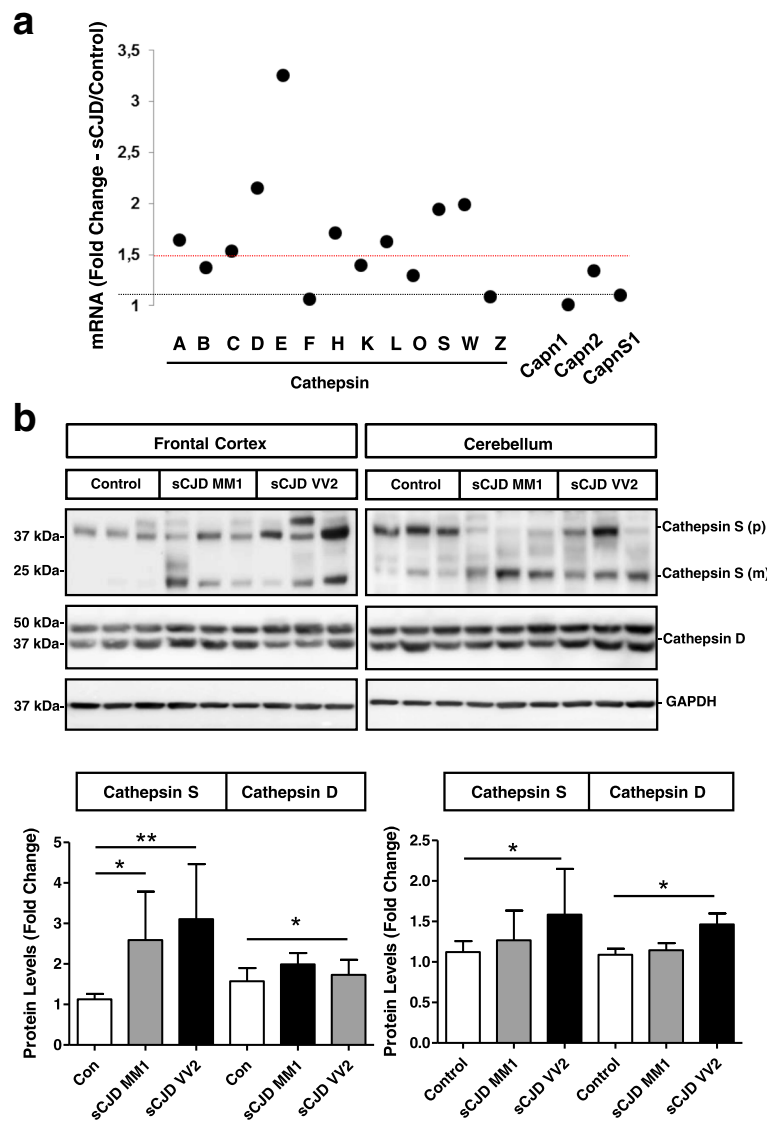 a
mRNA (Fold Change - sCJD/Control)
3,5
3
2,5
2
1,5
1
A B C D E F H K L O S W Z Capn1 Capn2 CapnS1
Cathepsin
b
Frontal Cortex Cerebellum
Control sCJD MM1 sCJD VV2 Control sCJD MM1 sCJD VV2
37 kDa- -Cathepsin S (p)
25 kDa- -Cathepsin S (m)
50 kDa-
37 kDa- -Cathepsin D
37 kDa- - GAPDH
Cathepsin S Cathepsin D
Protein Levels (Fold Change)
5
4
3
2
1
0
* ** *
Con sCJD MM1 sCJD VV2 Con sCJD MM1 sCJD VV2
Cathepsin S Cathepsin D
Protein Levels (Fold Change)
2.5
2.0
1.5
1.0
0.5
0.0
* *
Control sCJD MM1 sCJD VV2 Control sCJD MM1 sCJD VV2